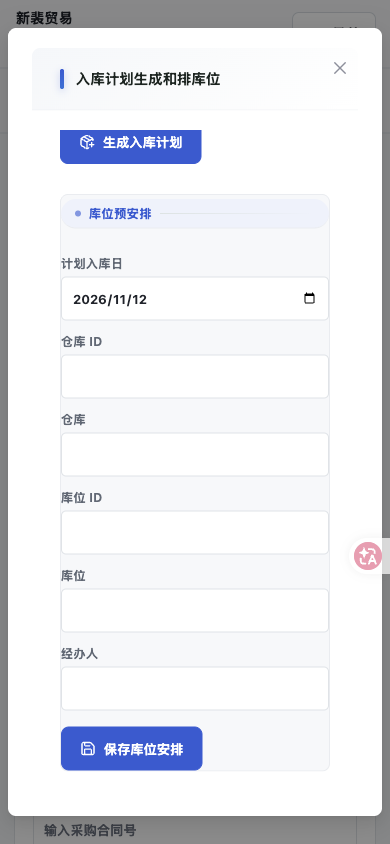 新裴贸易
入库计划生成和排库位
生成入库计划
库位预安排
计划入库日
2026/11/12
仓库 ID
仓库
库位 ID
库位
经办人
保存库位安排
输入采购合同号